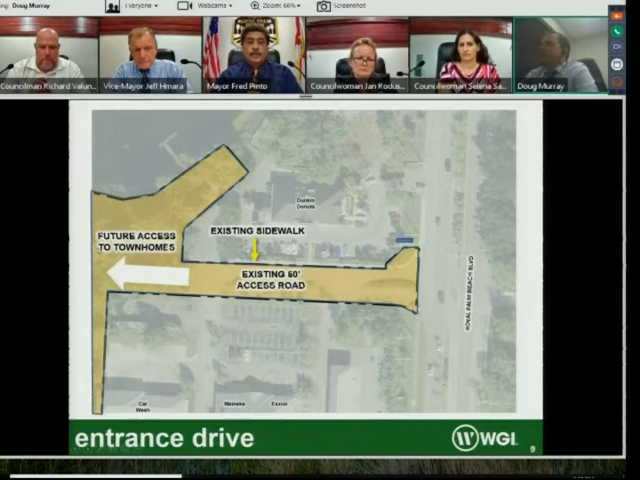 Doug Murray
Everyone
Webcams
Zoom: 66%
Screenshot
Councilman Richard Valun...
Vice-Mayor Jeff Hmara
Mayor Fred Pinto
Councilwoman Jan Rodus...
Councilwoman Selena Sa...
Doug Murray
Dunkin
Donuts
FUTURE ACCESS
TO TOWNHOMES
EXISTING SIDEWALK
EXISTING 60'
ACCESS ROAD
ROYAL PALM BEACH BLVD
Car
Wash
Meineke
Exxon
entrance drive
WGI.
9